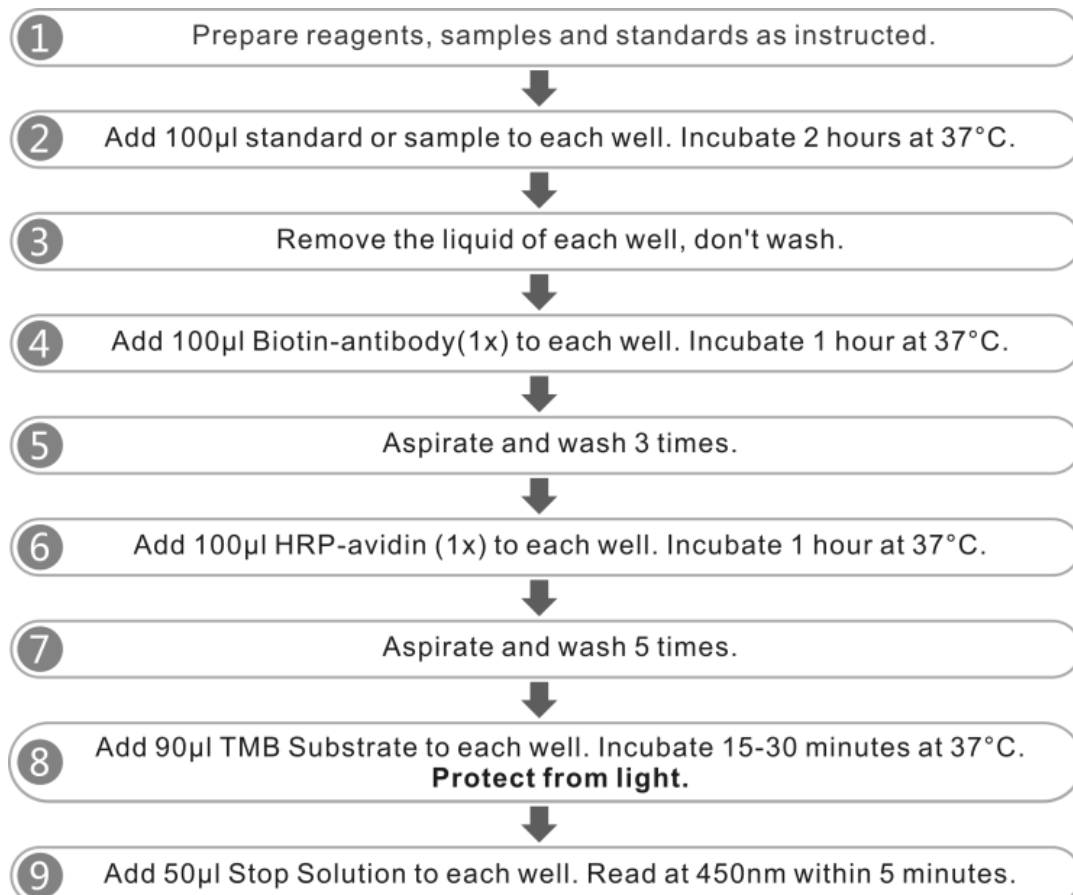 1 Prepare reagents, samples and standards as instructed.
2 Add 100μl standard or sample to each well. Incubate 2 hours at 37°C.
3 Remove the liquid of each well, don't wash.
4 Add 100μl Biotin-antibody(1x) to each well. Incubate 1 hour at 37°C.
5 Aspirate and wash 3 times.
6 Add 100μl HRP-avidin (1x) to each well. Incubate 1 hour at 37°C.
7 Aspirate and wash 5 times.
8 Add 90μl TMB Substrate to each well. Incubate 15-30 minutes at 37°C.
Protect from light.
9 Add 50μl Stop Solution to each well. Read at 450nm within 5 minutes.